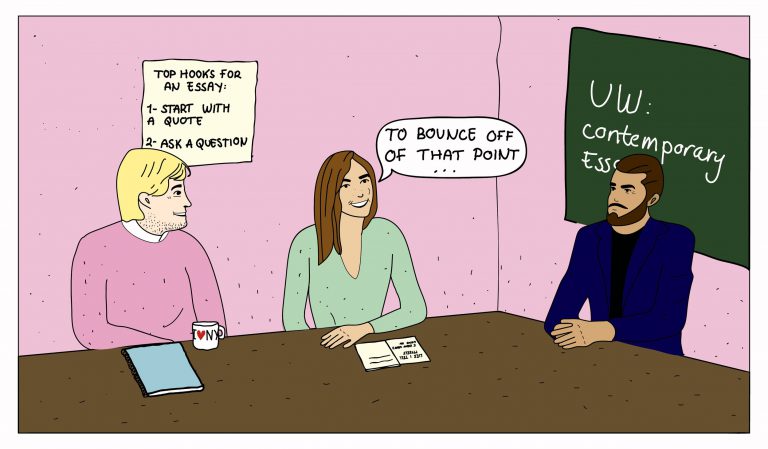 TOP HOOKS FOR
AN ESSAY:
1- START WITH
A QUOTE
2- ASK A QUESTION
TO BOUNCE OFF
OF THAT POINT
...
UW:
contemporary
Ess
I ♥ NY